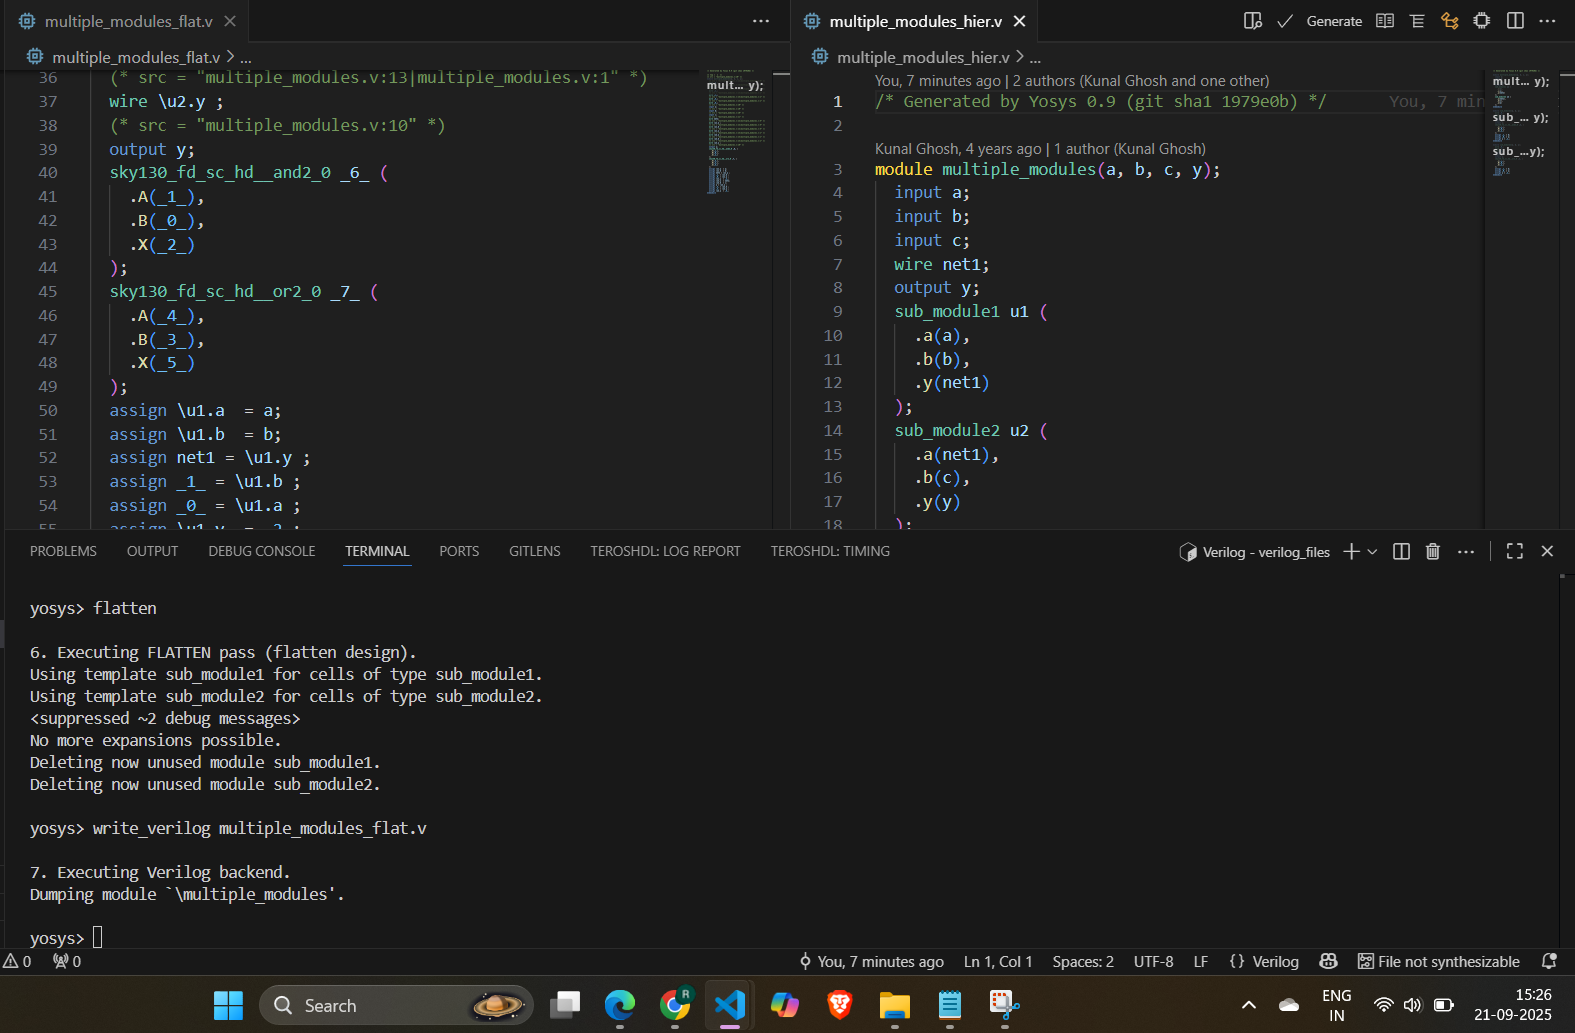 multiple_modules_flat.v
multiple_modules_flat.v > ...
36 (* src = "multiple_modules.v:13|multiple_modules.v:1" *)
37 wire \u2.y ;
38 (* src = "multiple_modules.v:10" *)
39 output y;
40 sky130_fd_sc_hd__and2_0 _6_ (
41 .A(_1_),
42 .B(_0_),
43 .X(_2_)
44 );
45 sky130_fd_sc_hd__or2_0 _7_ (
46 .A(_4_),
47 .B(_3_),
48 .X(_5_)
49 );
50 assign \u1.a  = a;
51 assign \u1.b  = b;
52 assign net1 = \u1.y ;
53 assign _1_ = \u1.b ;
54 assign _0_ = \u1.a ;
mult... y);
multiple_modules_hier.v
Generate
multiple_modules_hier.v > ...
You, 7 minutes ago | 2 authors (Kunal Ghosh and one other)
1 /* Generated by Yosys 0.9 (git sha1 1979e0b) */ You, 7 min
2
Kunal Ghosh, 4 years ago | 1 author (Kunal Ghosh)
3 module multiple_modules(a, b, c, y);
4 input a;
5 input b;
6 input c;
7 wire net1;
8 output y;
9 sub_module1 u1 (
10 .a(a),
11 .b(b),
12 .y(net1)
13 );
14 sub_module2 u2 (
15 .a(net1),
16 .b(c),
17 .y(y)
18 );
mult... y);
sub_... y);
sub_...y);
PROBLEMS OUTPUT DEBUG CONSOLE TERMINAL PORTS GITLENS TEROSHDL: LOG REPORT TEROSHDL: TIMING
Verilog - verilog_files
yosys> flatten
6. Executing FLATTEN pass (flatten design).
Using template sub_module1 for cells of type sub_module1.
Using template sub_module2 for cells of type sub_module2.
<suppressed ~2 debug messages>
No more expansions possible.
Deleting now unused module sub_module1.
Deleting now unused module sub_module2.
yosys> write_verilog multiple_modules_flat.v
7. Executing Verilog backend.
Dumping module `\multiple_modules'.
yosys>
0 0 You, 7 minutes ago Ln 1, Col 1 Spaces: 2 UTF-8 LF {} Verilog File not synthesizable
Search
R
ENG
IN
15:26
21-09-2025